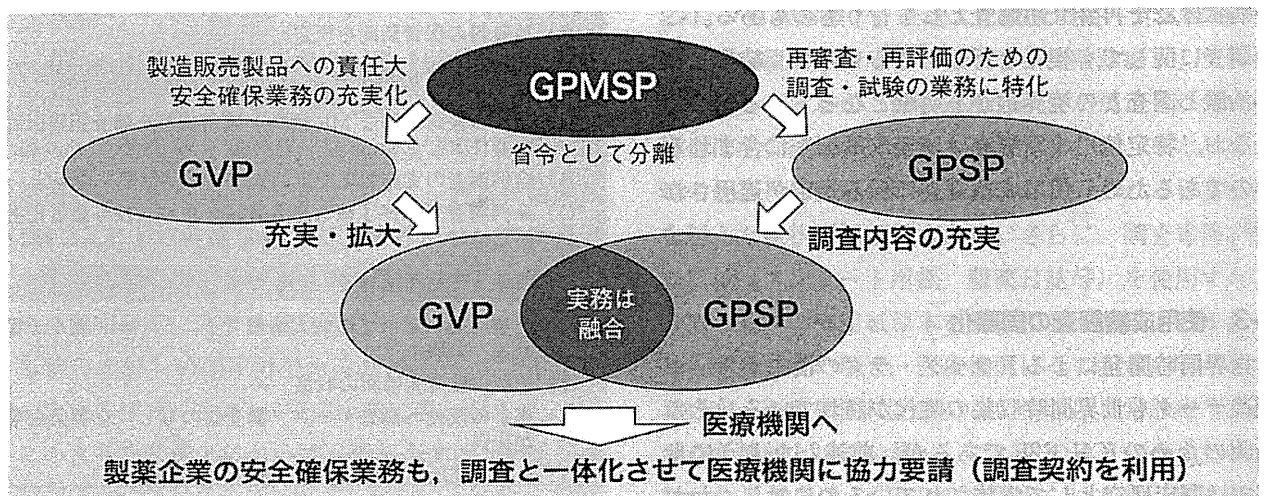 製造販売製品への責任大
安全確保業務の充実化
GPMSP
再審査・再評価のための
調査・試験の業務に特化
省令として分離
GVP
GPSP
充実・拡大
調査内容の充実
GVP
実務は
融合
GPSP
医療機関へ
製薬企業の安全確保業務も，調査と一体化させて医療機関に協力要請（調査契約を利用）